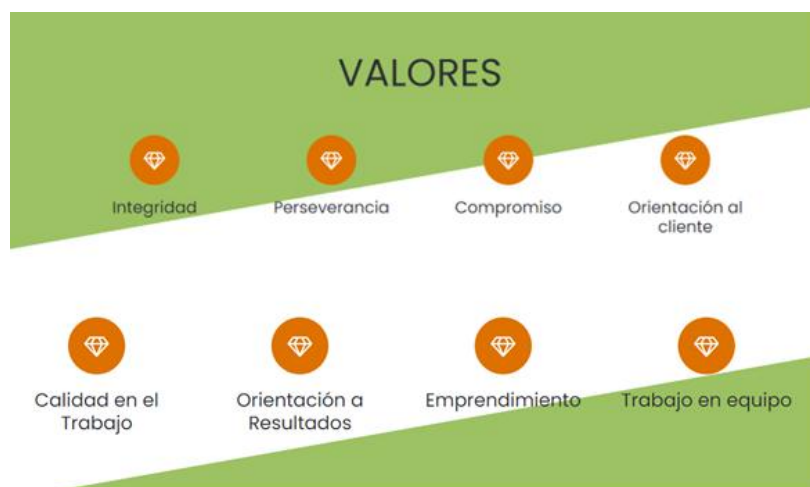 VALORES
Integridad
Perseverancia
Compromiso
Orientación al
cliente
Calidad en el
Trabajo
Orientación a
Resultados
Emprendimiento
Trabajo en equipo